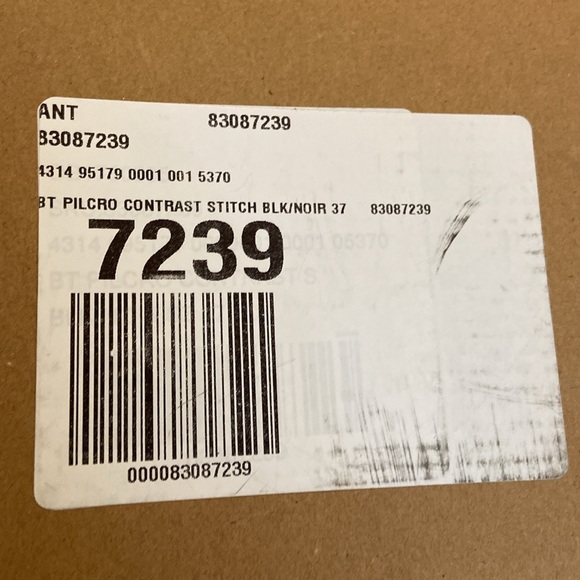 ANT 83087239
83087239
4314 95179 0001 001 5370
BT PILCRO CONTRAST STITCH BLK/NOIR 37 83087239
7239
000083087239